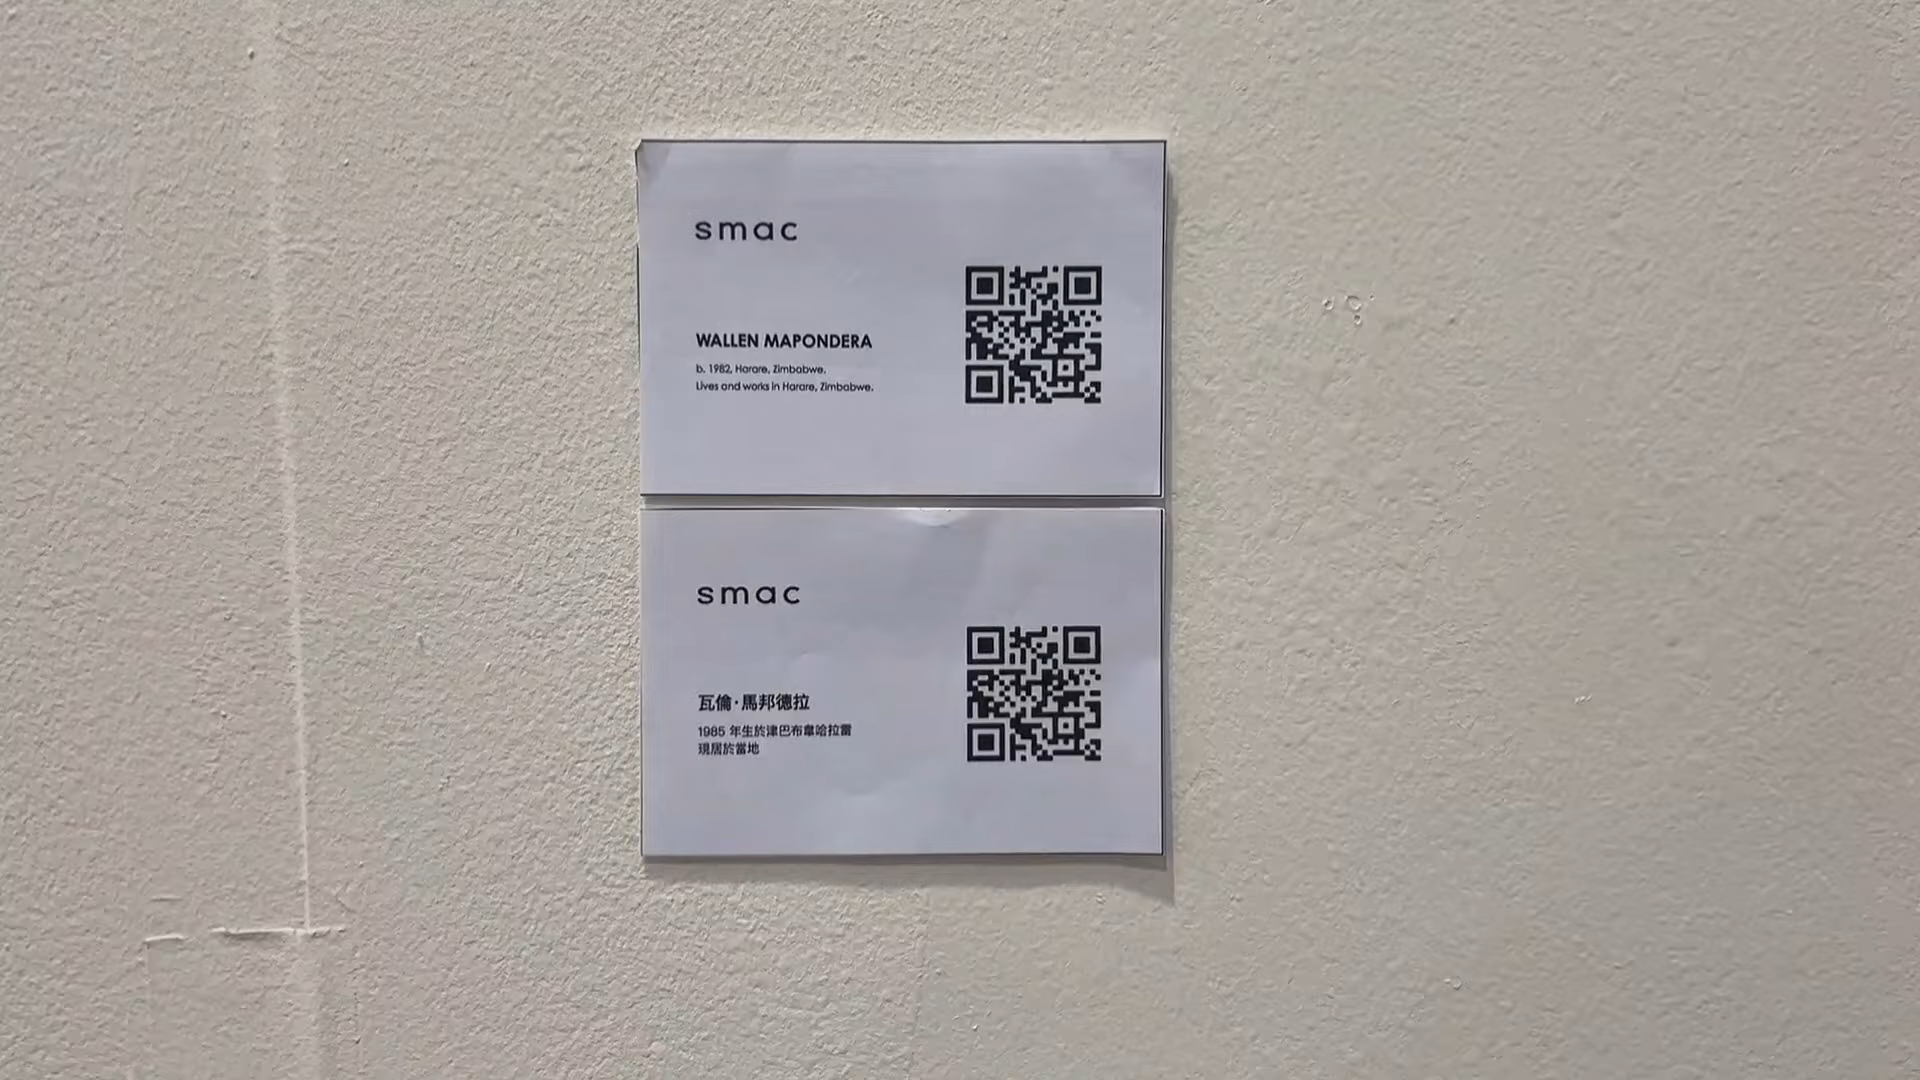 smac
WALLEN MAPONDERA
b. 1982, Harare, Zimbabwe.
Lives and works in Harare, Zimbabwe.
smac
瓦倫·馬邦德拉
1985 年生於津巴布韋哈拉雷
現居於當地